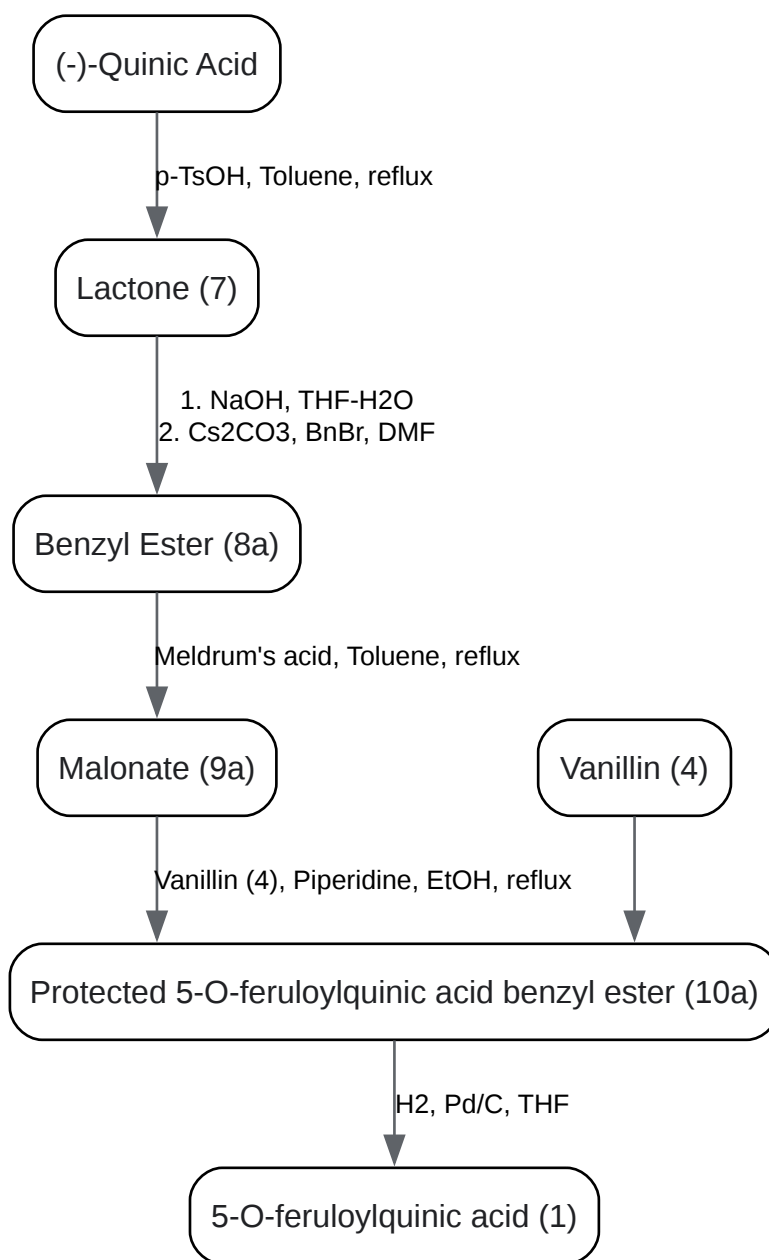 (-)-Quinic Acid
p-TsOH, Toluene, reflux
Lactone (7)
1. NaOH, THF-H2O
2. Cs2CO3, BnBr, DMF
Benzyl Ester (8a)
Meldrum's acid, Toluene, reflux
Malonate (9a)
Vanillin (4)
Vanillin (4), Piperidine, EtOH, reflux
Protected 5-O-feruloylquinic acid benzyl ester (10a)
H2, Pd/C, THF
5-O-feruloylquinic acid (1)